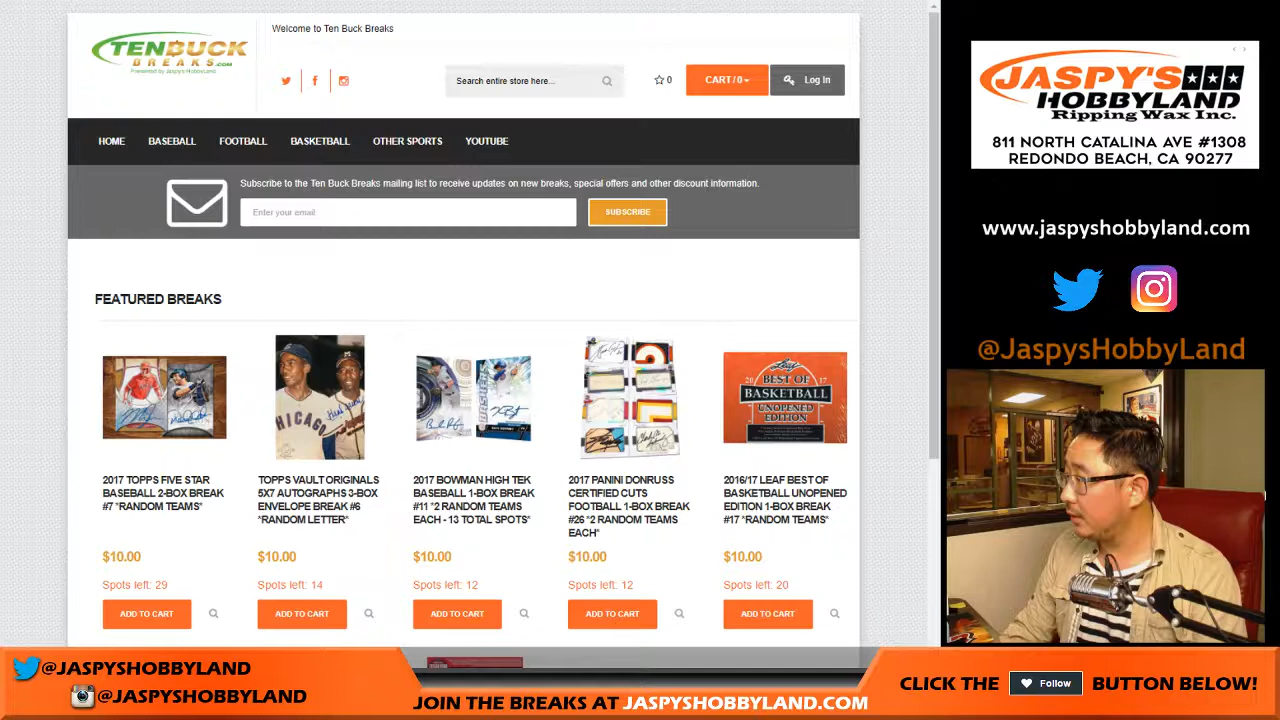 TENBUCK
BREAKS.COM
Presented by Jaspy's Hobbyland
Welcome to Ten Buck Breaks
Search entire store here...
0
CART / 0
Log In
HOME
BASEBALL
FOOTBALL
BASKETBALL
OTHER SPORTS
YOUTUBE
Subscribe to the Ten Buck Breaks mailing list to receive updates on new breaks, special offers and other discount information.
Enter your email
SUBSCRIBE
FEATURED BREAKS
CHICAGO
BEST OF
BASKETBALL
UNOPENED
EDITION
2017 TOPPS FIVE STAR
BASEBALL 2-BOX BREAK
#7 *RANDOM TEAMS*
$10.00
Spots left: 29
ADD TO CART
TOPPS VAULT ORIGINALS
5X7 AUTOGRAPHS 3-BOX
ENVELOPE BREAK #6
*RANDOM LETTER*
$10.00
Spots left: 14
ADD TO CART
2017 BOWMAN HIGH TEK
BASEBALL 1-BOX BREAK
#11 *2 RANDOM TEAMS
EACH - 13 TOTAL SPOTS*
$10.00
Spots left: 12
ADD TO CART
2017 PANINI DONRUSS
CERTIFIED CUTS
FOOTBALL 1-BOX BREAK
#26 *2 RANDOM TEAMS
EACH*
$10.00
Spots left: 12
ADD TO CART
2016/17 LEAF BEST OF
BASKETBALL UNOPENED
EDITION 1-BOX BREAK
#17 *RANDOM TEAMS*
$10.00
Spots left: 20
ADD TO CART
JASPY'S
HOBBYLAND
Ripping Wax Inc.
811 NORTH CATALINA AVE #1308
REDONDO BEACH, CA 90277
www.jaspyshobbyland.com
@JaspysHobbyLand
@JASPYSHOBBYLAND
@JASPYSHOBBYLAND
JOIN THE BREAKS AT JASPYSHOBBYLAND.COM
CLICK THE Follow BUTTON BELOW!